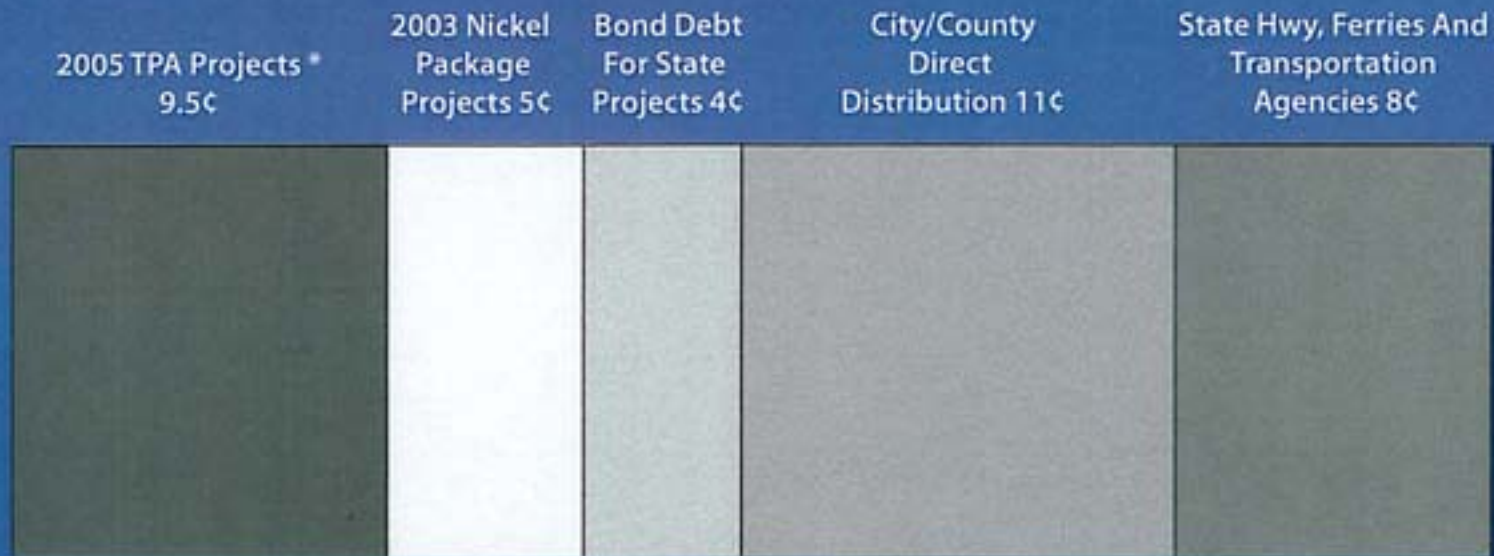 2005 TPA Projects *
9.5¢
2003 Nickel
Package
Projects 5¢
Bond Debt
For State
Projects 4¢
City/County
Direct
Distribution 11¢
State Hwy, Ferries And
Transportation
Agencies 8¢